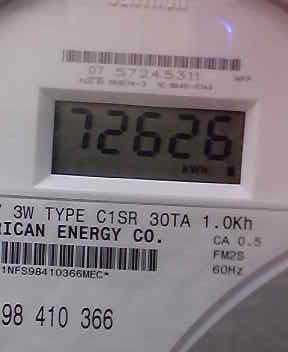 07 57245311
72626
KWH
3W TYPE C1SR 30TA 1.0Kh
RICAN ENERGY CO.
CA 0.5
FM2S
60Hz
1NFS98410366MEC*
98 410 366